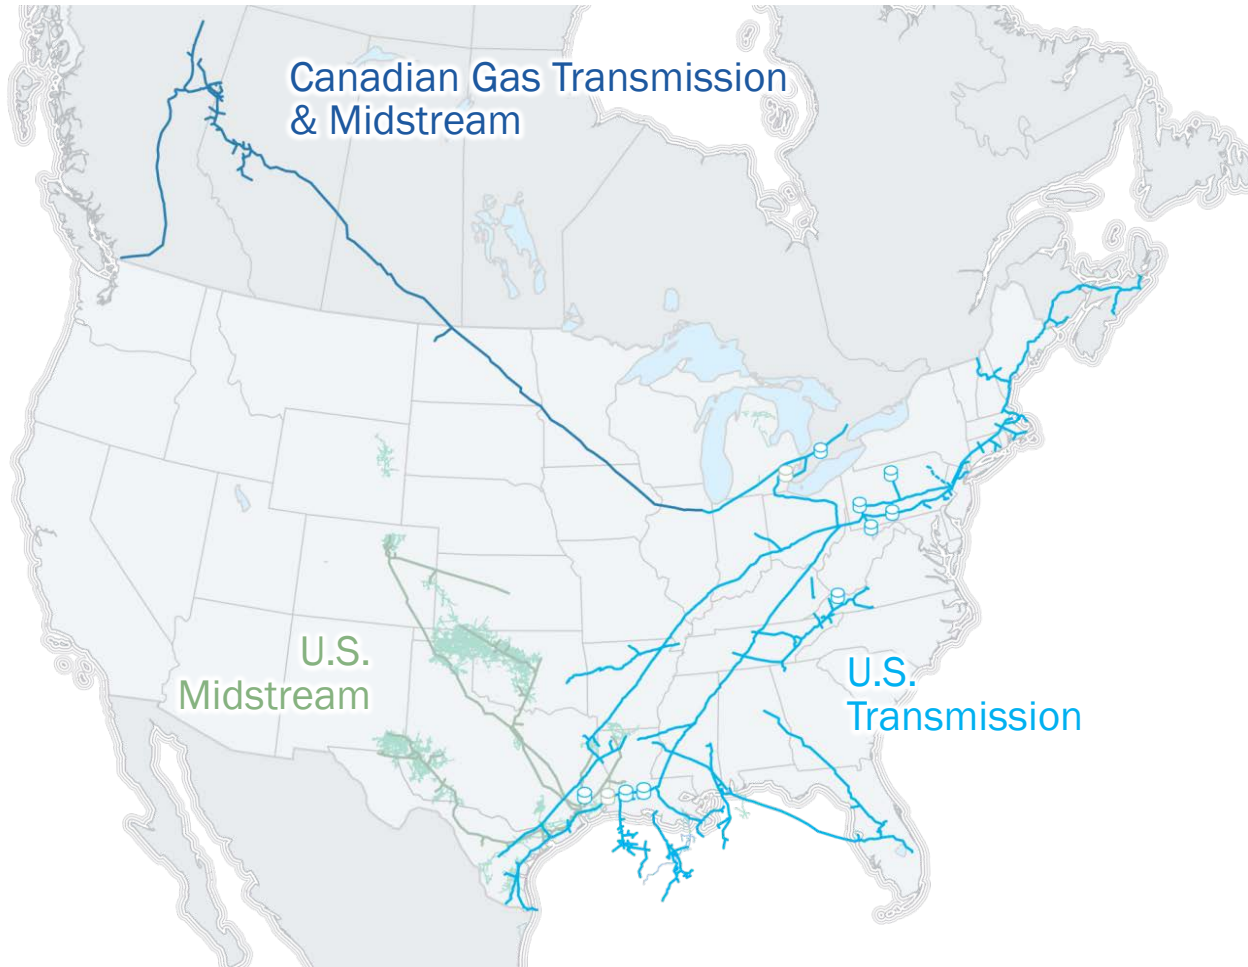 Canadian Gas Transmission
& Midstream
U.S.
Midstream
U.S.
Transmission